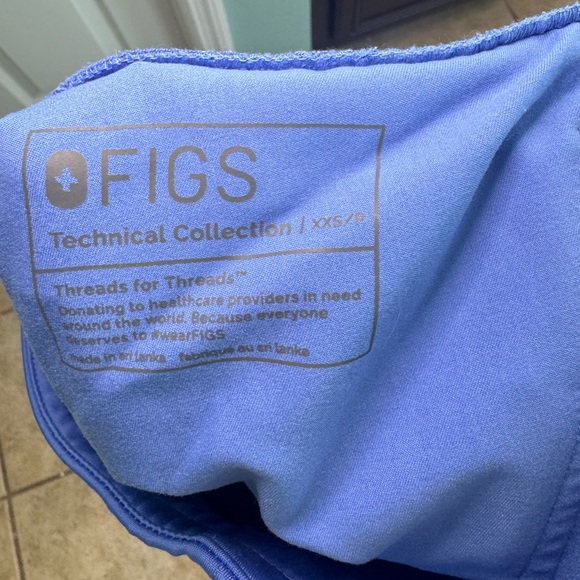 FIGS
Technical Collection / XXS/P
Threads for Threads™
Donating to healthcare providers in need
around the world. Because everyone
deserves to #wearFIGS
made in sri lanka fabriqué au sri lanka